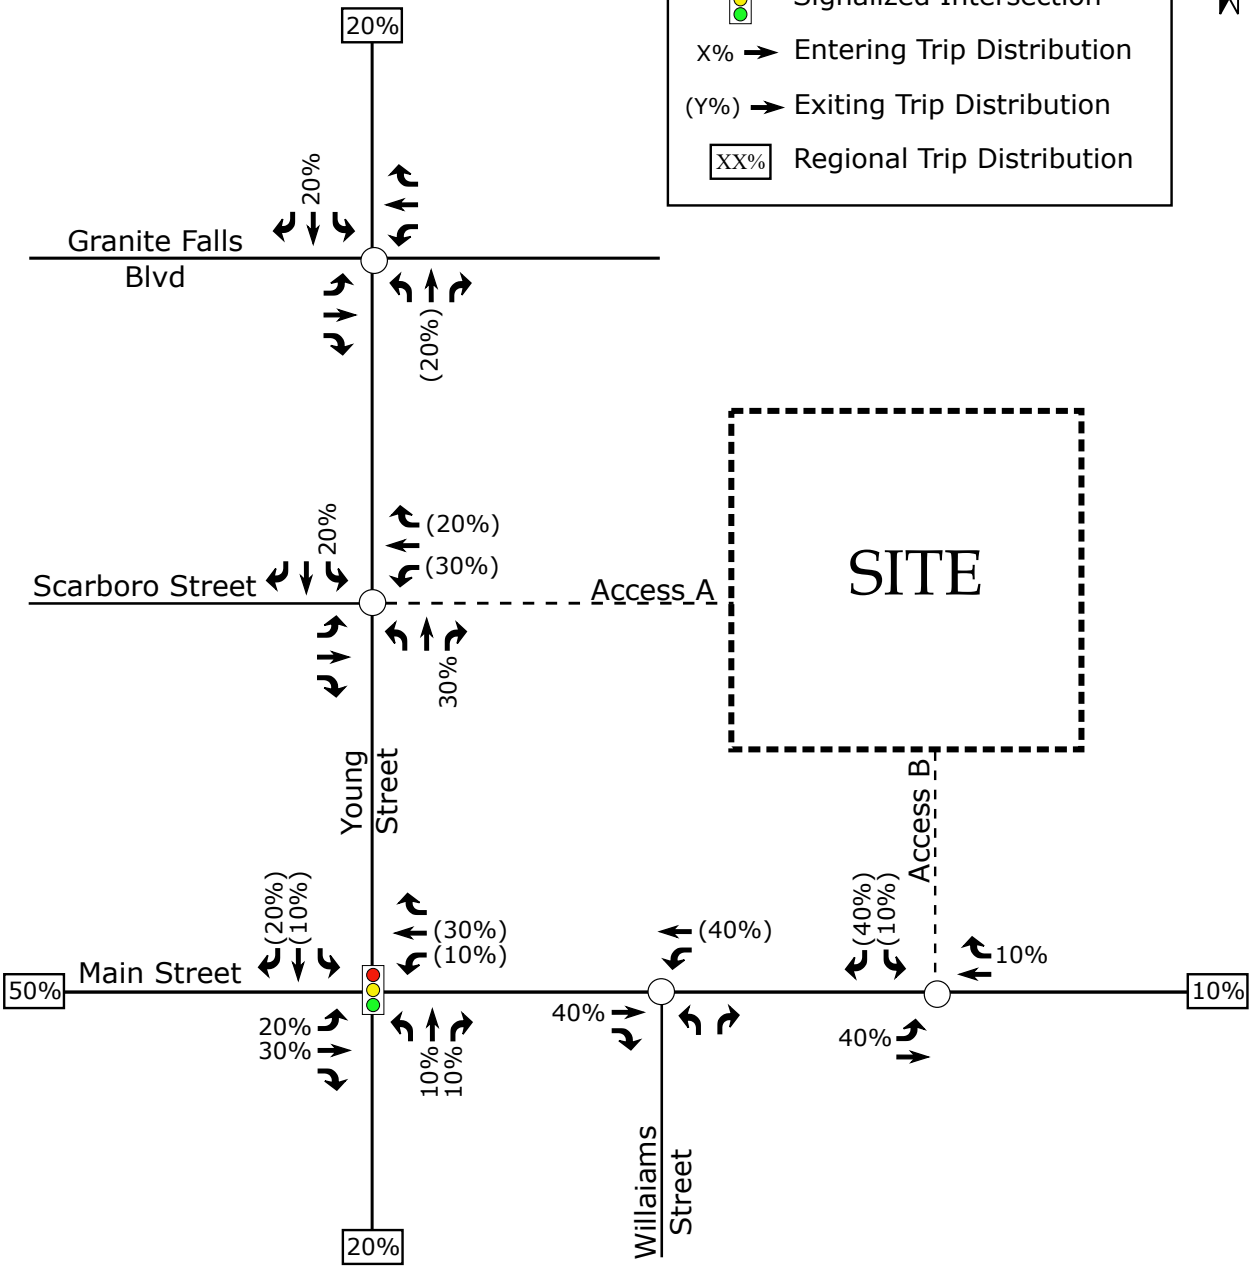 20%
Signalized Intersection
X% Entering Trip Distribution
(Y%) Exiting Trip Distribution
XX% Regional Trip Distribution
20%
Granite Falls
Blvd
(20%)
20%
(20%)
(30%)
Scarboro Street
Access A
30%
SITE
Young
Street
Access B
(20%)
(10%)
(30%)
(10%)
(40%)
(40%)
(10%)
10%
Main Street
50%
10%
20%
30%
10%
10%
40%
40%
Willaiams
Street
20%